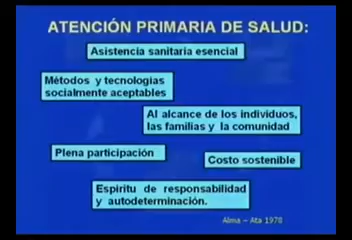 ATENCIÓN PRIMARIA DE SALUD:
Asistencia sanitaria esencial
Métodos y tecnologías
socialmente aceptables
Al alcance de los individuos,
las familias y la comunidad
Plena participación
Costo sostenible
Espíritu de responsabilidad
y autodeterminación.
Alma – Ata 1978